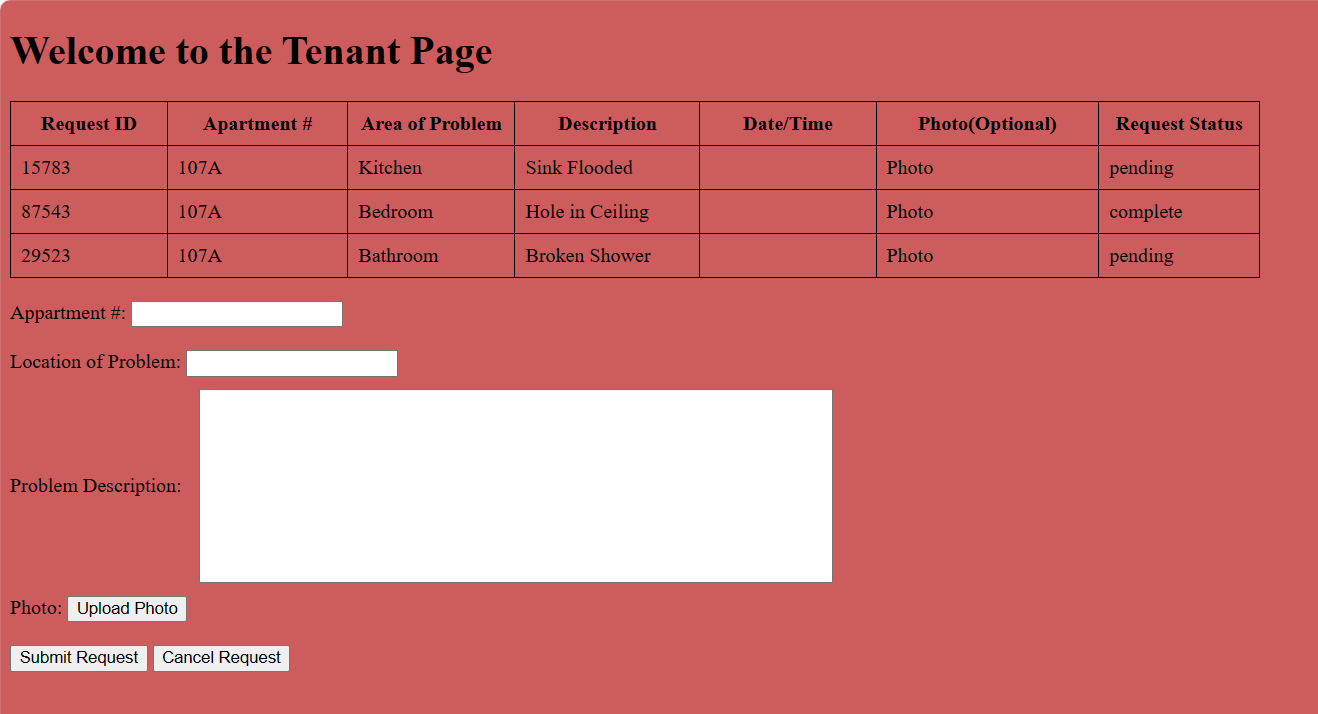 Welcome to the Tenant Page
Request ID Apartment # Area of Problem Description Date/Time Photo(Optional) Request Status
15783 107A Kitchen Sink Flooded Photo pending
87543 107A Bedroom Hole in Ceiling Photo complete
29523 107A Bathroom Broken Shower Photo pending
Appartment #:
Location of Problem:
Problem Description:
Photo: Upload Photo
Submit Request Cancel Request